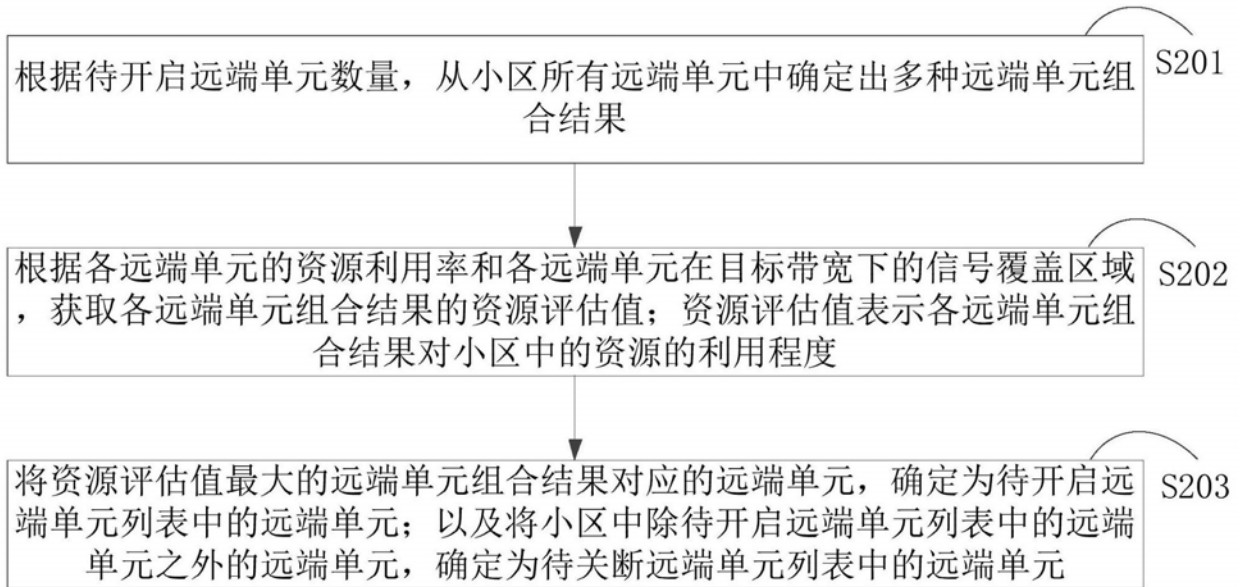 根据待开启远端单元数量，从小区所有远端单元中确定出多种远端单元组
合结果
S201
根据各远端单元的资源利用率和各远端单元在目标带宽下的信号覆盖区域
，获取各远端单元组合结果的资源评估值；资源评估值表示各远端单元组
合结果对小区中的资源的利用程度
S202
将资源评估值最大的远端单元组合结果对应的远端单元，确定为待开启远
端单元列表中的远端单元；以及将小区中除待开启远端单元列表中的远端
单元之外的远端单元，确定为待关断远端单元列表中的远端单元
S203